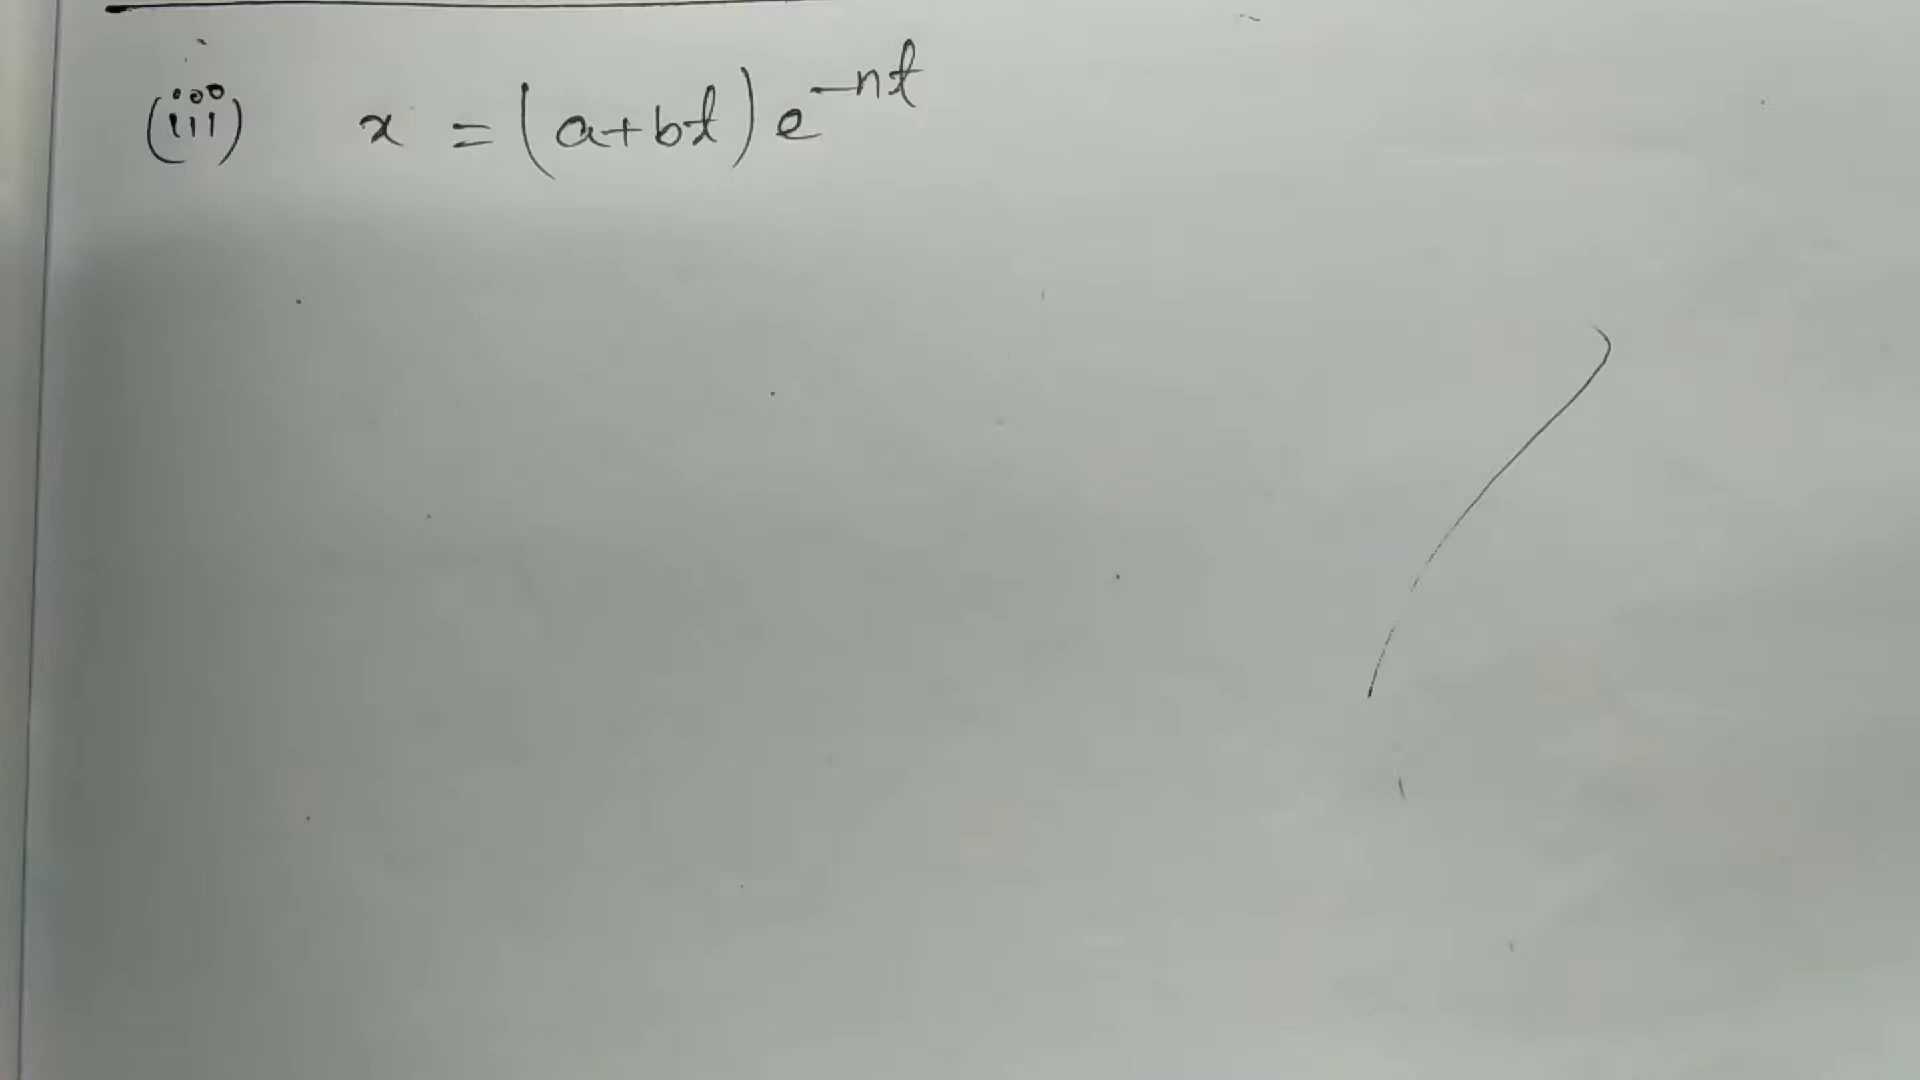 (iii) x = (a+bt) e^{-nt}